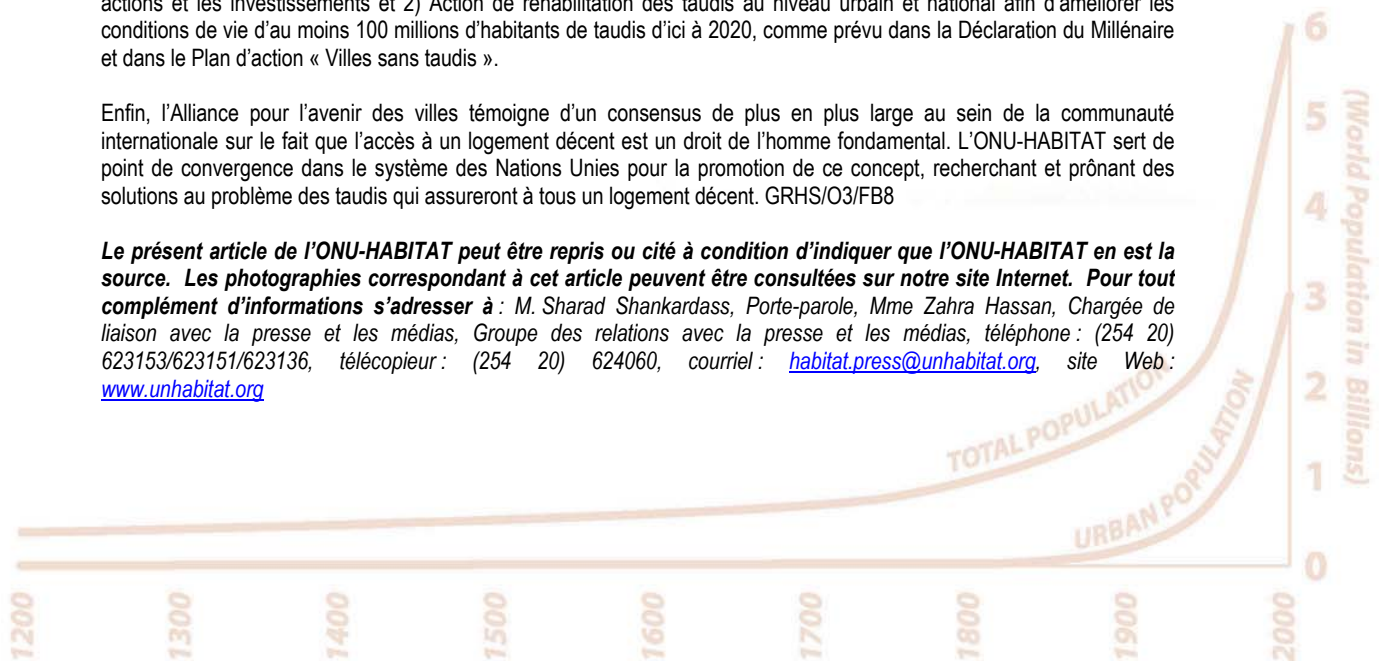 actions et les investissements et 2) Action de réhabilitation des taudis au niveau urbain et national afin d'améliorer les
conditions de vie d'au moins 100 millions d'habitants de taudis d'ici à 2020, comme prévu dans la Déclaration du Millénaire
et dans le Plan d'action « Villes sans taudis ».
Enfin, l'Alliance pour l'avenir des villes témoigne d'un consensus de plus en plus large au sein de la communauté
internationale sur le fait que l'accès à un logement décent est un droit de l'homme fondamental. L'ONU-HABITAT sert de
point de convergence dans le système des Nations Unies pour la promotion de ce concept, recherchant et prônant des
solutions au problème des taudis qui assureront à tous un logement décent. GRHS/O3/FB8
Le présent article de l'ONU-HABITAT peut être repris ou cité à condition d'indiquer que l'ONU-HABITAT en est la
source. Les photographies correspondant à cet article peuvent être consultées sur notre site Internet. Pour tout
complément d'informations s'adresser à : M. Sharad Shankardass, Porte-parole, Mme Zahra Hassan, Chargée de
liaison avec la presse et les médias, Groupe des relations avec la presse et les médias, téléphone : (254 20)
623153/623151/623136, télécopieur : (254 20) 624060, courriel : habitat.press@unhabitat.org, site Web :
www.unhabitat.org
TOTAL POPULATION
URBAN POPULATION
6
5
4
3
2
1
0
(World Population in Billions)
1200
1300
1400
1500
1600
1700
1800
1900
2000